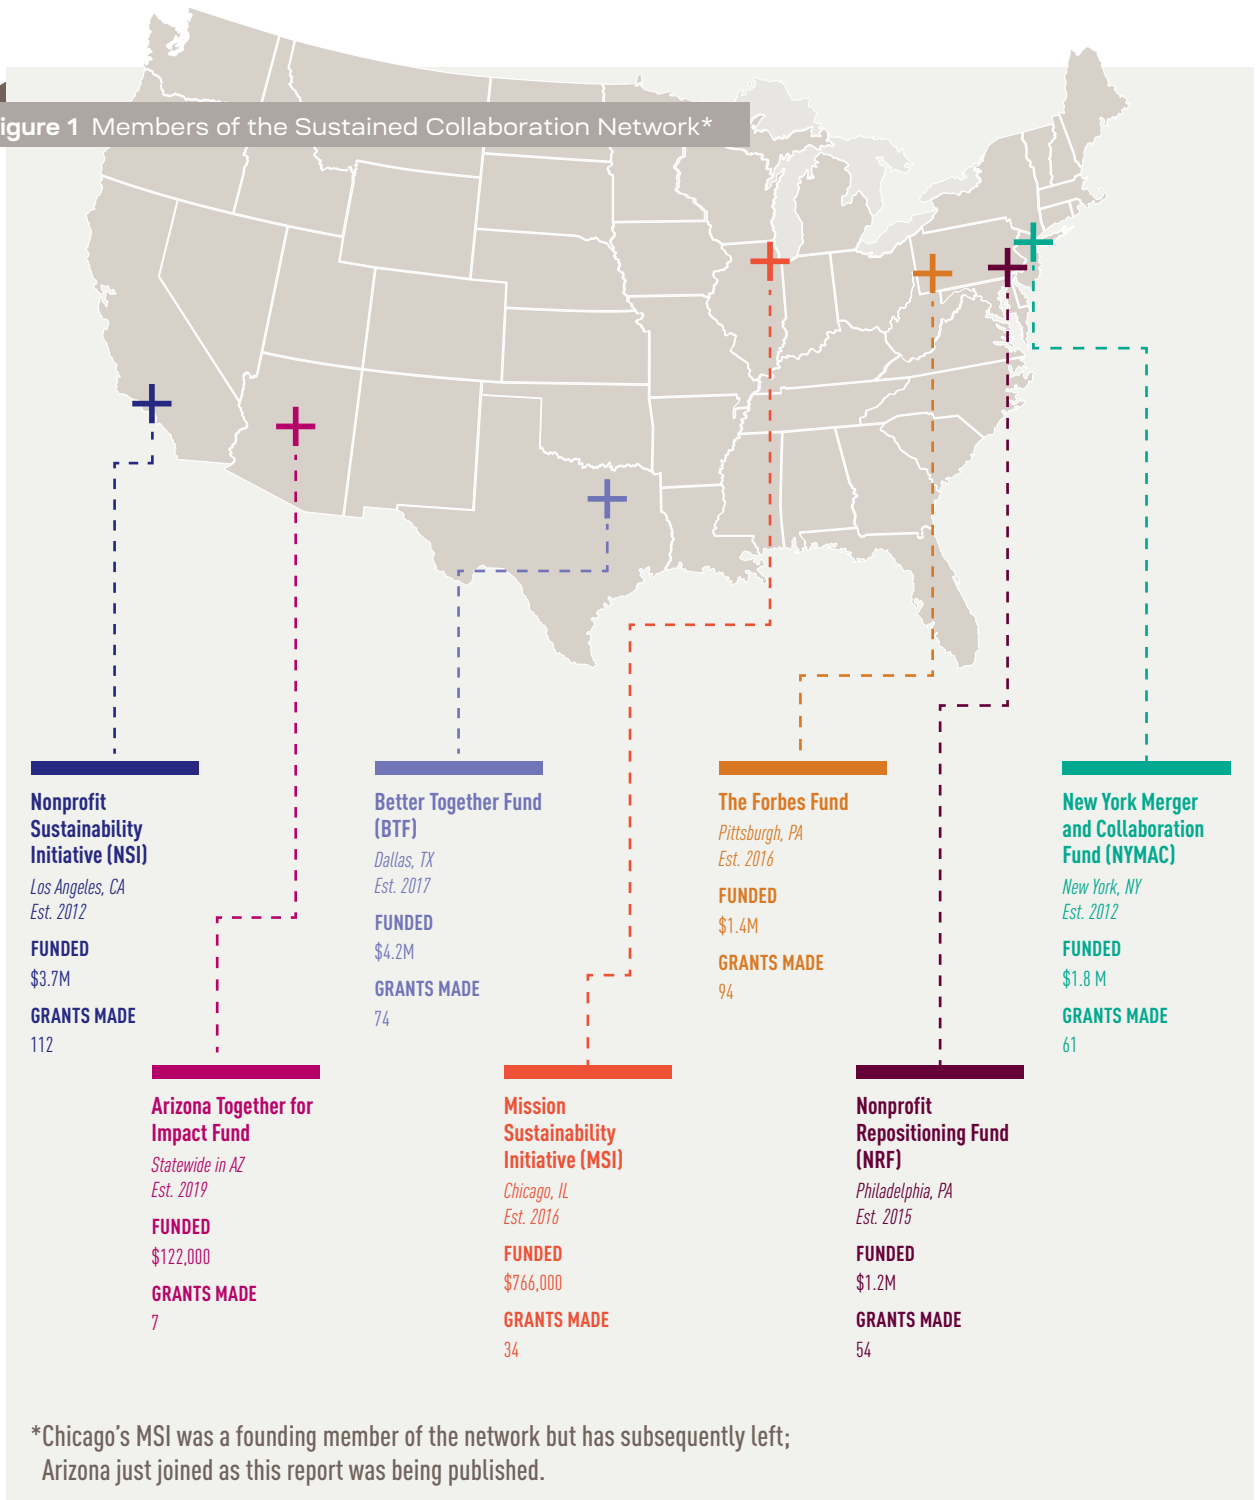 igure 1 Members of the Sustained Collaboration Network*
Nonprofit
Sustainability
Initiative (NSI)
Los Angeles, CA
Est. 2012
FUNDED
$3.7M
GRANTS MADE
112
Arizona Together for
Impact Fund
Statewide in AZ
Est. 2019
FUNDED
$122,000
GRANTS MADE
7
Better Together Fund
(BTF)
Dallas, TX
Est. 2017
FUNDED
$4.2M
GRANTS MADE
74
Mission
Sustainability
Initiative (MSI)
Chicago, IL
Est. 2016
FUNDED
$766,000
GRANTS MADE
34
The Forbes Fund
Pittsburgh, PA
Est. 2016
FUNDED
$1.4M
GRANTS MADE
94
Nonprofit
Repositioning Fund
(NRF)
Philadelphia, PA
Est. 2015
FUNDED
$1.2M
GRANTS MADE
54
New York Merger
and Collaboration
Fund (NYMAC)
New York, NY
Est. 2012
FUNDED
$1.8 M
GRANTS MADE
61
*Chicago's MSI was a founding member of the network but has subsequently left;
Arizona just joined as this report was being published.